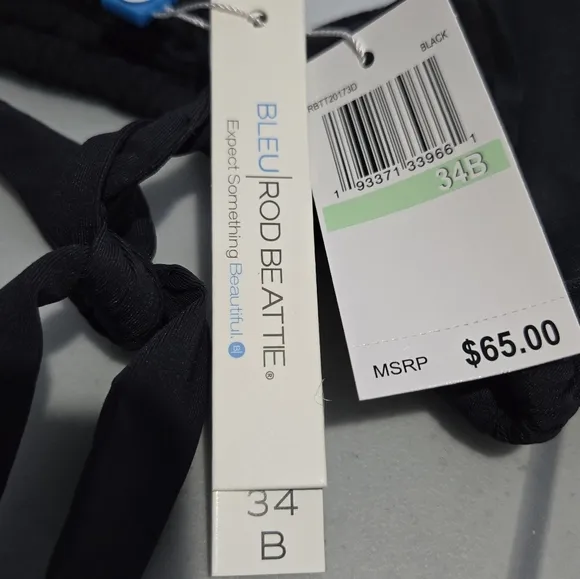 BLEU|ROD BEATTIE®
Expect Something Beautiful.
34
B
RBTT20173D
BLACK
1 93371 33966 1
34B
MSRP $65.00